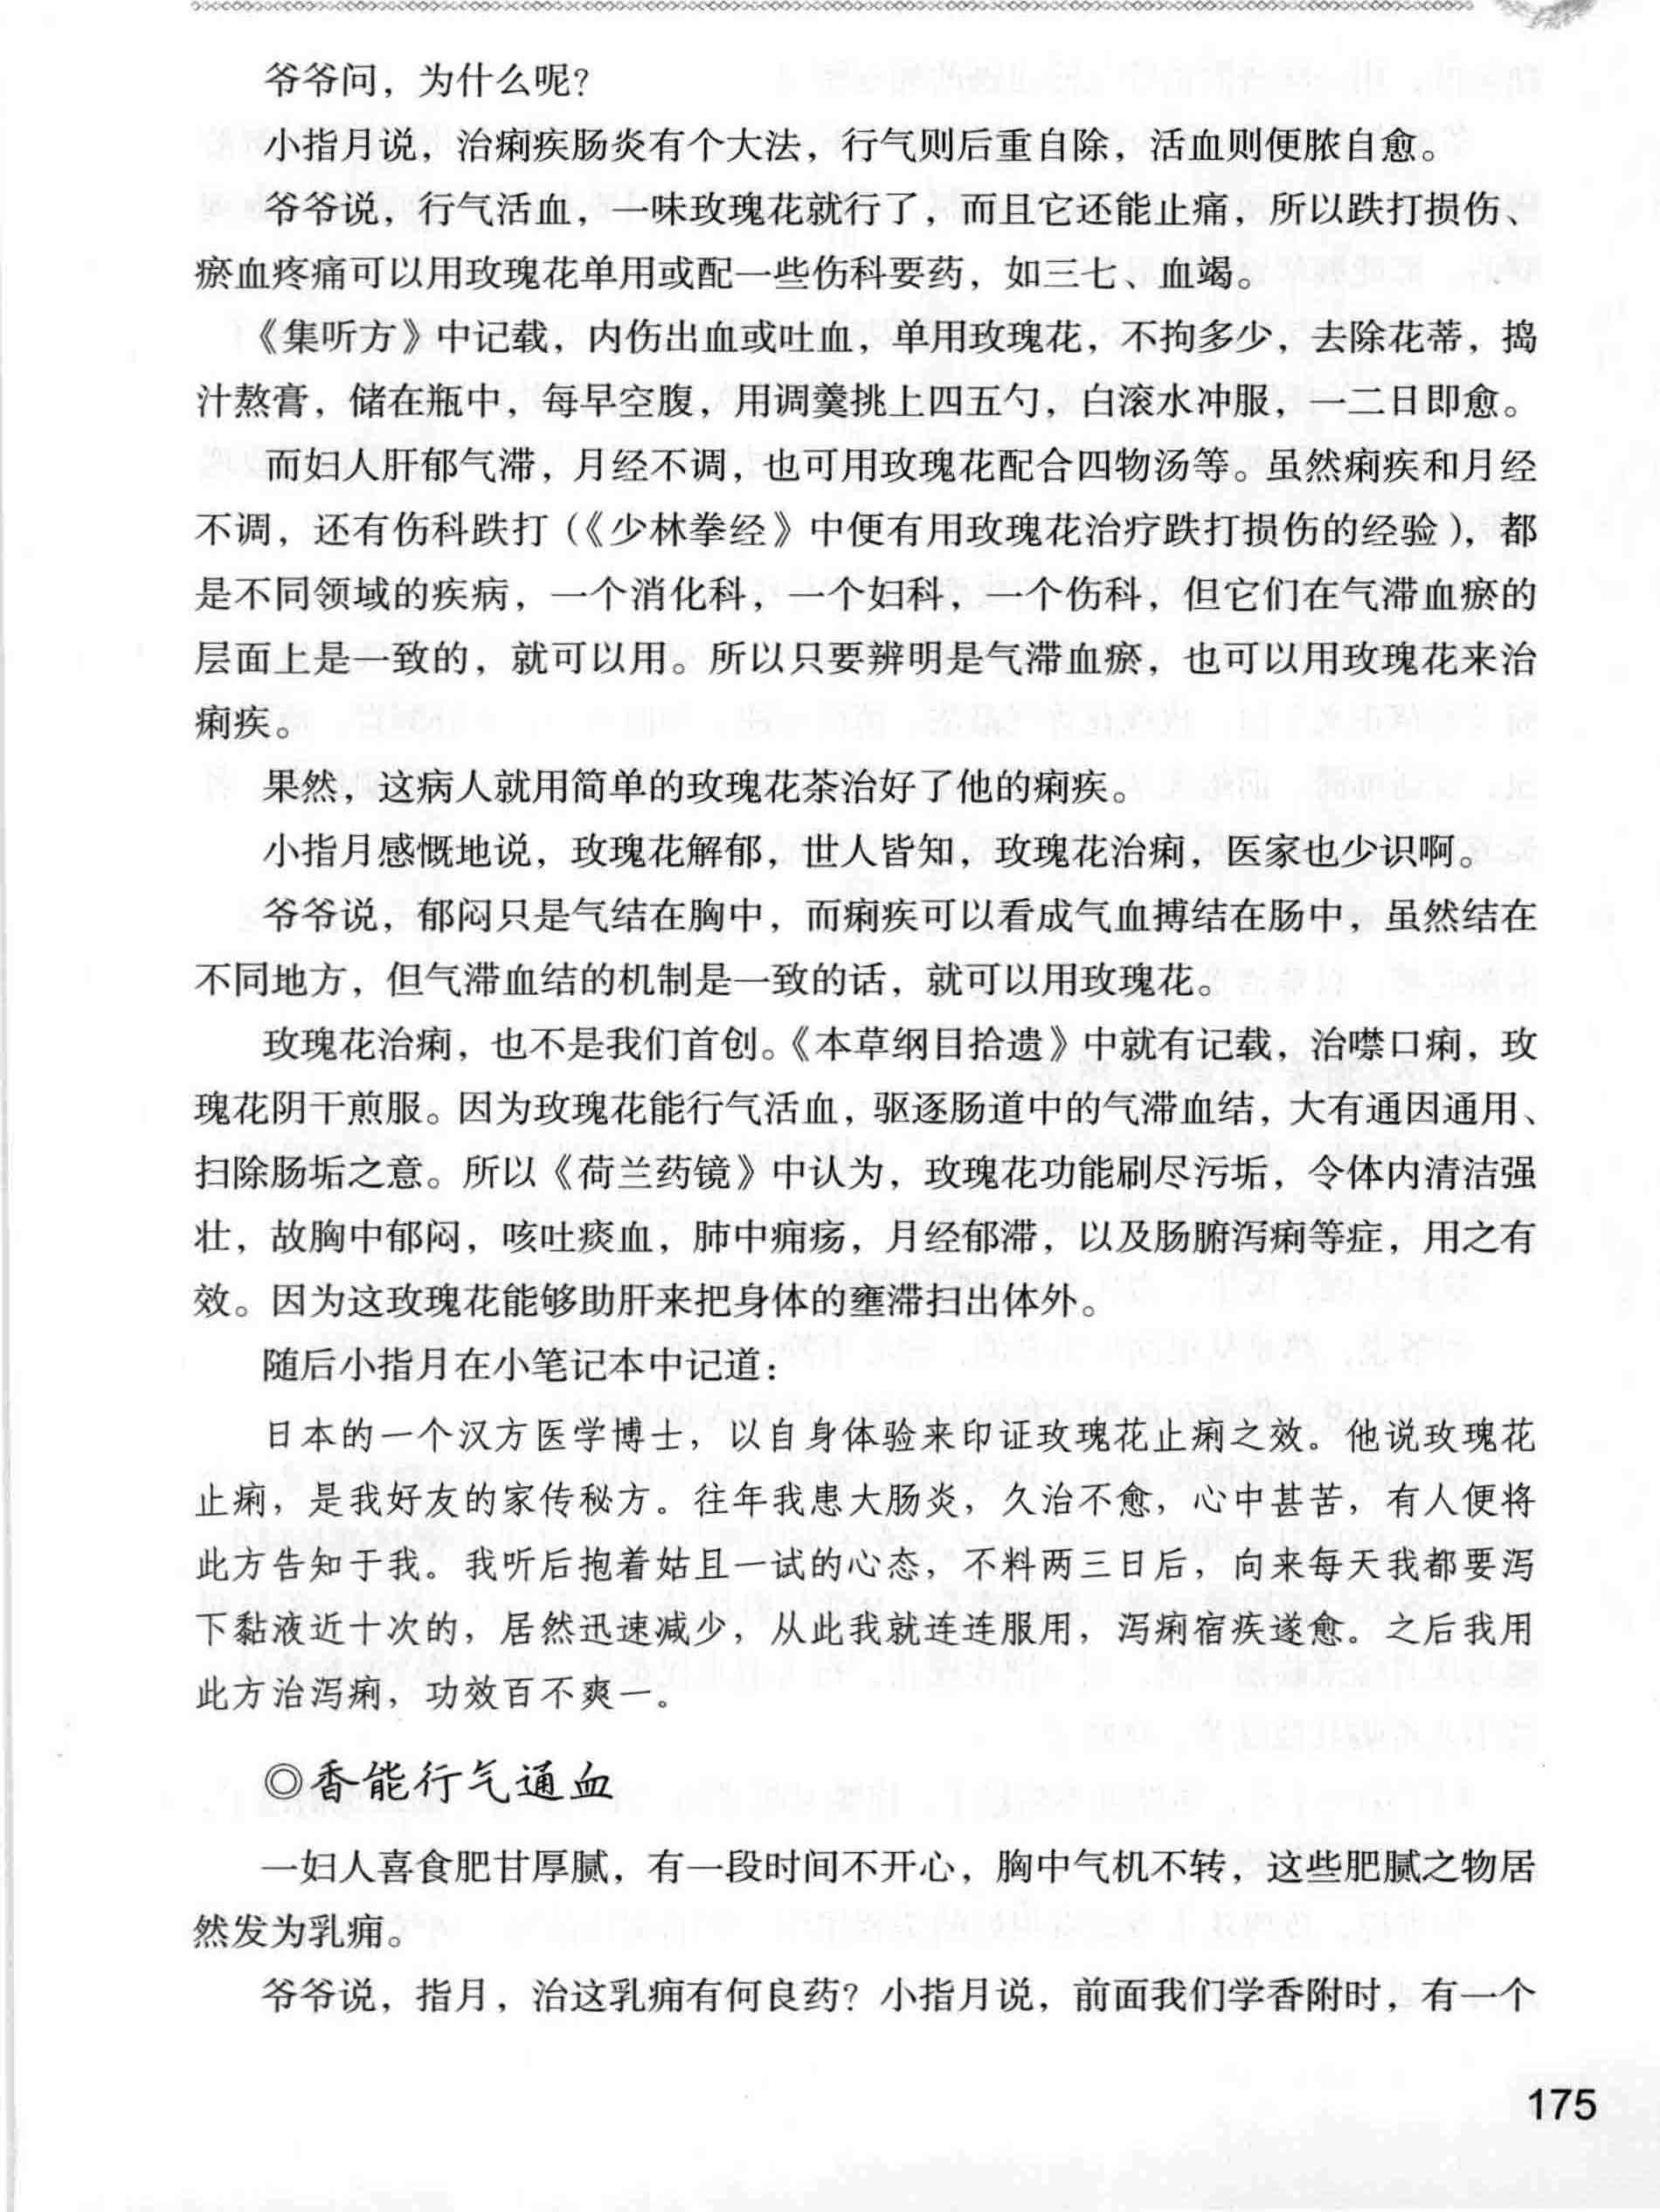 爷爷问，为什么呢？
小指月说，治痢疾肠炎有个大法，行气则后重自除，活血则便脓自愈。
爷爷说，行气活血，一味玫瑰花就行了，而且它还能止痛，所以跌打损伤、
瘀血疼痛可以用玫瑰花单用或配一些伤科要药，如三七、血竭。
《集听方》中记载，内伤出血或吐血，单用玫瑰花，不拘多少，去除花蒂，捣
汁熬膏，储在瓶中，每早空腹，用调羹挑上四五勺，白滚水冲服，一二日即愈。
而妇人肝郁气滞，月经不调，也可用玫瑰花配合四物汤等。虽然痢疾和月经
不调，还有伤科跌打（《少林拳经》中便有用玫瑰花治疗跌打损伤的经验），都
是不同领域的疾病，一个消化科，一个妇科，一个伤科，但它们在气滞血瘀的
层面上是一致的，就可以用。所以只要辨明是气滞血瘀，也可以用玫瑰花来治
痢疾。
果然，这病人就用简单的玫瑰花茶治好了他的痢疾。
小指月感慨地说，玫瑰花解郁，世人皆知，玫瑰花治痢，医家也少识啊。
爷爷说，郁闷只是气结在胸中，而痢疾可以看成气血搏结在肠中，虽然结在
不同地方，但气滞血结的机制是一致的话，就可以用玫瑰花。
玫瑰花治痢，也不是我们首创。《本草纲目拾遗》中就有记载，治噤口痢，玫
瑰花阴干煎服。因为玫瑰花能行气活血，驱逐肠道中的气滞血结，大有通因通用、
扫除肠垢之意。所以《荷兰药镜》中认为，玫瑰花功能刷尽污垢，令体内清洁强
壮，故胸中郁闷，咳吐痰血，肺中痈疡，月经郁滞，以及肠腑泻痢等症，用之有
效。因为这玫瑰花能够助肝来把身体的壅滞扫出体外。
随后小指月在小笔记本中记道：
日本的一个汉方医学博士，以自身体验来印证玫瑰花止痢之效。他说玫瑰花
止痢，是我好友的家传秘方。往年我患大肠炎，久治不愈，心中甚苦，有人便将
此方告知于我。我听后抱着姑且一试的心态，不料两三日后，向来每天我都要泻
下黏液近十次的，居然迅速减少，从此我就连连服用，泻痢宿疾遂愈。之后我用
此方治泻痢，功效百不爽一。
◎香能行气通血
一妇人喜食肥甘厚腻，有一段时间不开心，胸中气机不转，这些肥腻之物居
然发为乳痈。
爷爷说，指月，治这乳痈有何良药？小指月说，前面我们学香附时，有一个
175